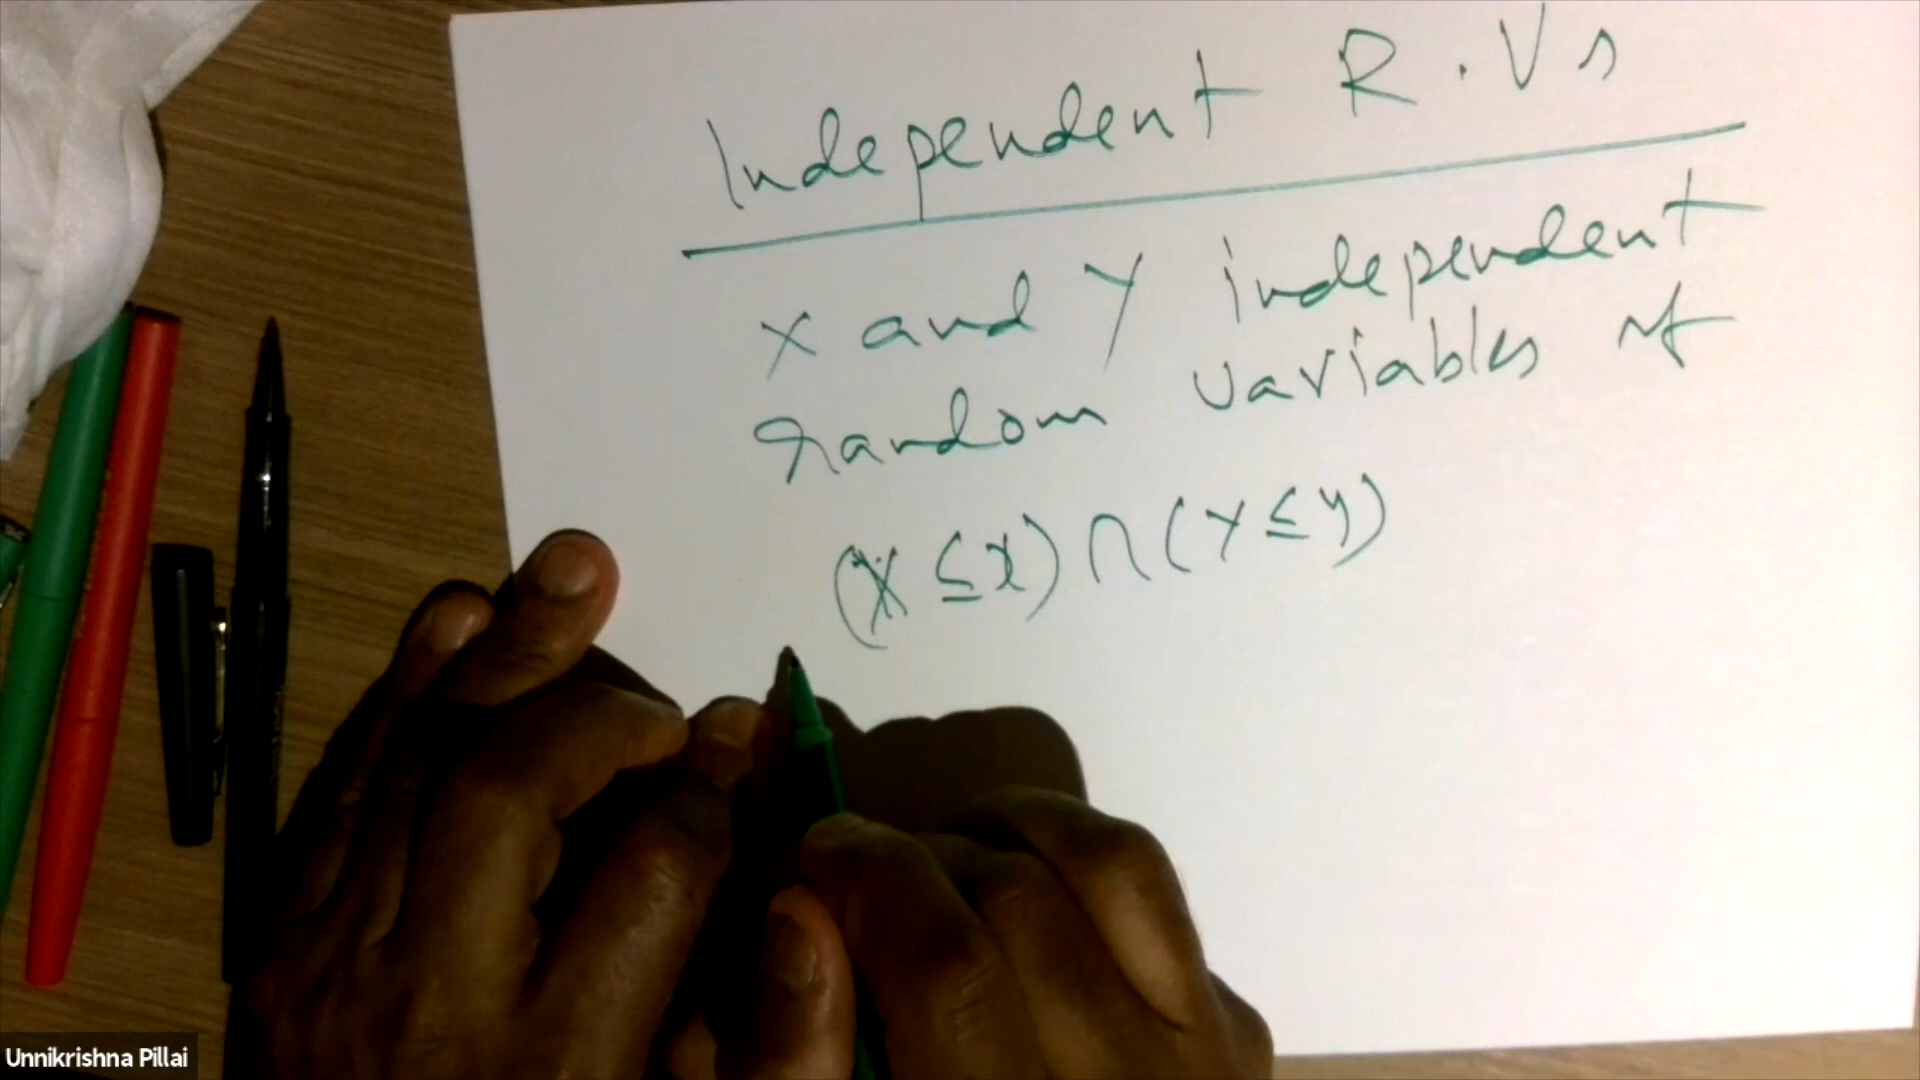 Independent R.Vs
X and Y independent
random variables if
(X ≤ x) ∩ (Y ≤ y)
Unnikrishna Pillai